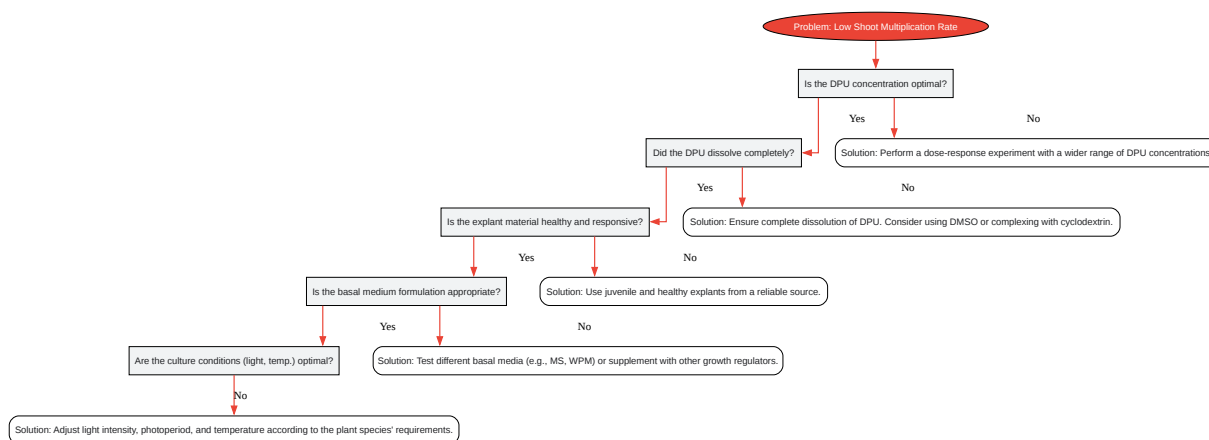 Problem: Low Shoot Multiplication Rate
Is the DPU concentration optimal?
Yes
No
Did the DPU dissolve completely?
Solution: Perform a dose-response experiment with a wider range of DPU concentrations
Yes
No
Is the explant material healthy and responsive?
Solution: Ensure complete dissolution of DPU. Consider using DMSO or complexing with cyclodextrin.
Yes
No
Is the basal medium formulation appropriate?
Solution: Use juvenile and healthy explants from a reliable source.
Yes
No
Are the culture conditions (light, temp.) optimal?
Solution: Test different basal media (e.g., MS, WPM) or supplement with other growth regulators.
No
Solution: Adjust light intensity, photoperiod, and temperature according to the plant species' requirements.